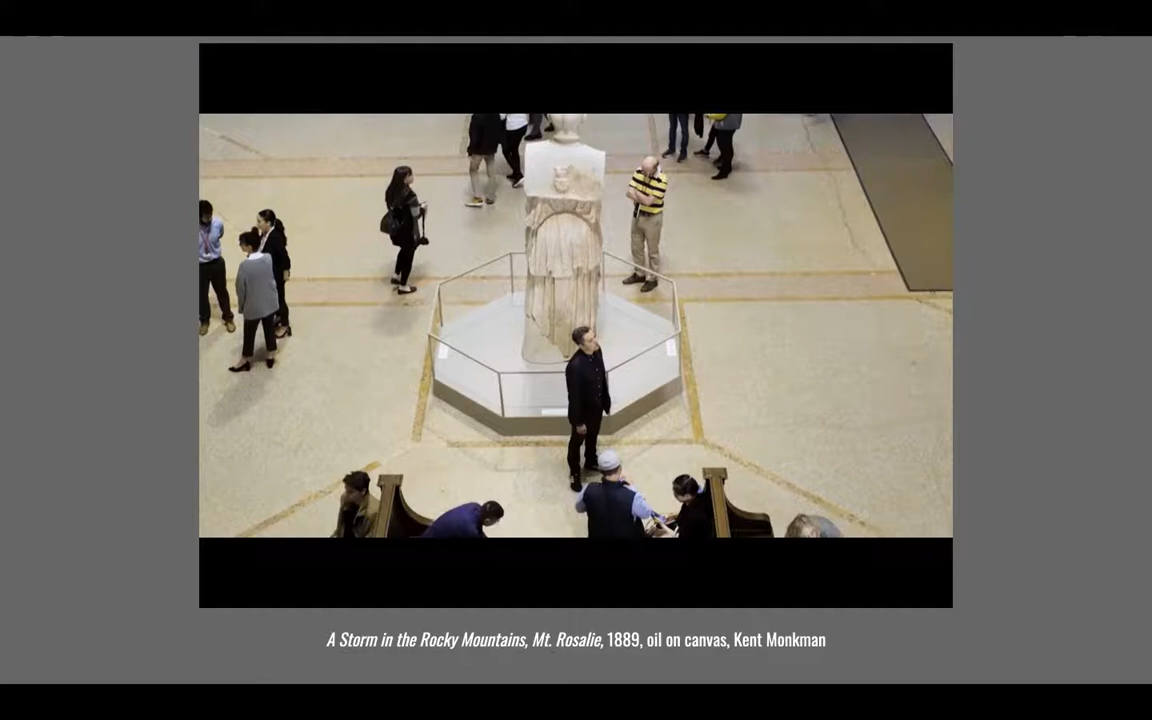 A Storm in the Rocky Mountains, Mt. Rosalie, 1889, oil on canvas, Kent Monkman